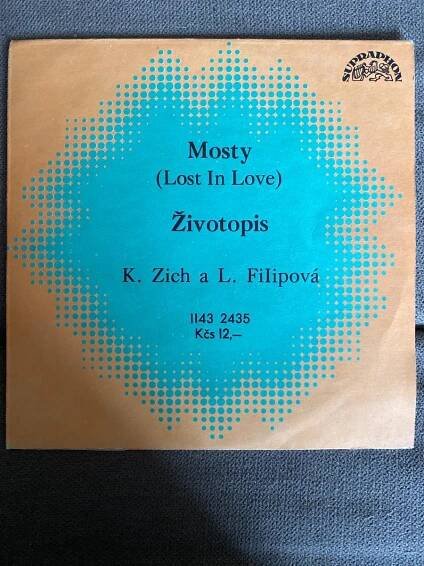 SUPRAPHON
Mosty
(Lost In Love)
Životopis
K. Zich a L. Filipová
1143 2435
Kčs 12,—